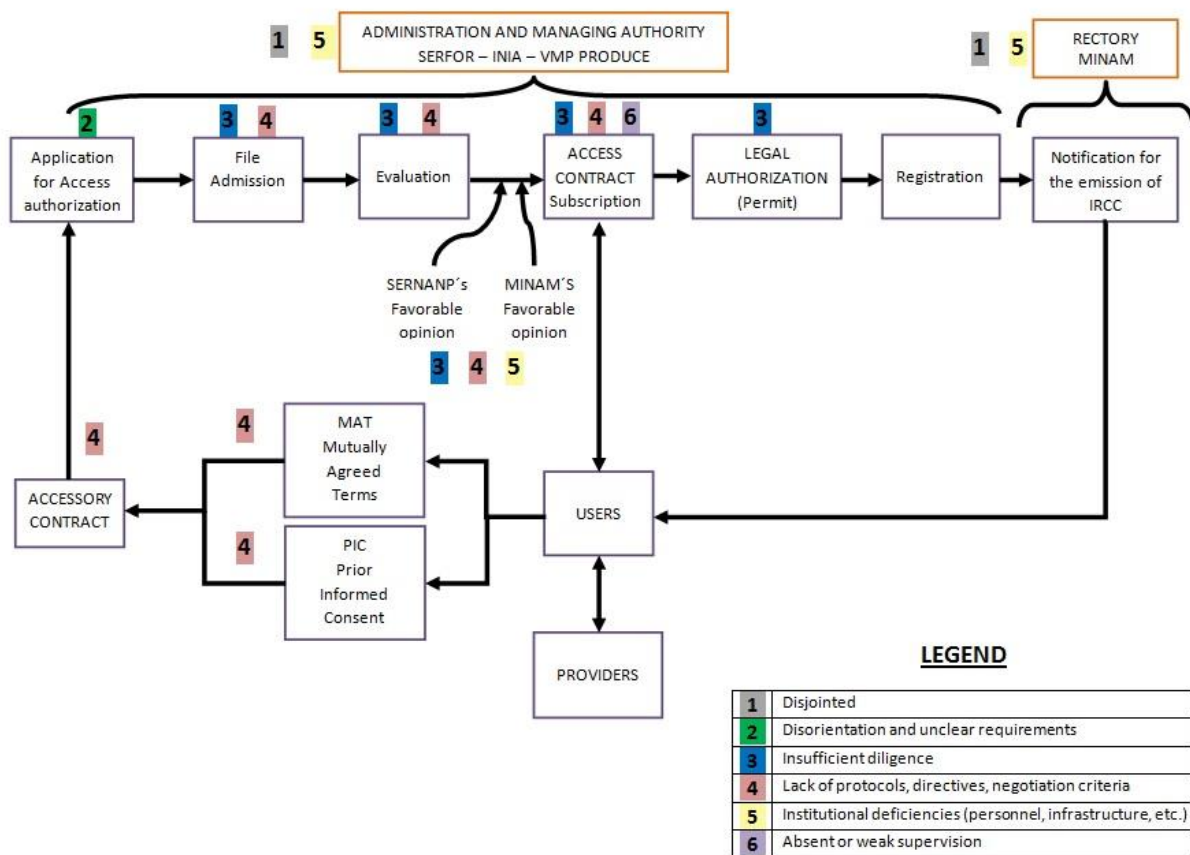 1 5
ADMINISTRATION AND MANAGING AUTHORITY
SERFOR – INIA – VMP PRODUCE
1 5
RECTORY
MINAM
2
3 4
3 4
3 4 6
3
Application
for Access
authorization
File
Admission
Evaluation
ACCESS
CONTRACT
Subscription
LEGAL
AUTHORIZATION
(Permit)
Registration
Notification for
the emission of
IRCC
SERNANP´s
Favorable
opinion
MINAM´S
Favorable
opinion
3 4 5
4
MAT
Mutually
Agreed
Terms
4
ACCESSORY
CONTRACT
4
PIC
Prior
Informed
Consent
USERS
PROVIDERS
LEGEND
1 Disjointed
2 Disorientation and unclear requirements
3 Insufficient diligence
4 Lack of protocols, directives, negotiation criteria
5 Institutional deficiencies (personnel, infrastructure, etc.)
6 Absent or weak supervision